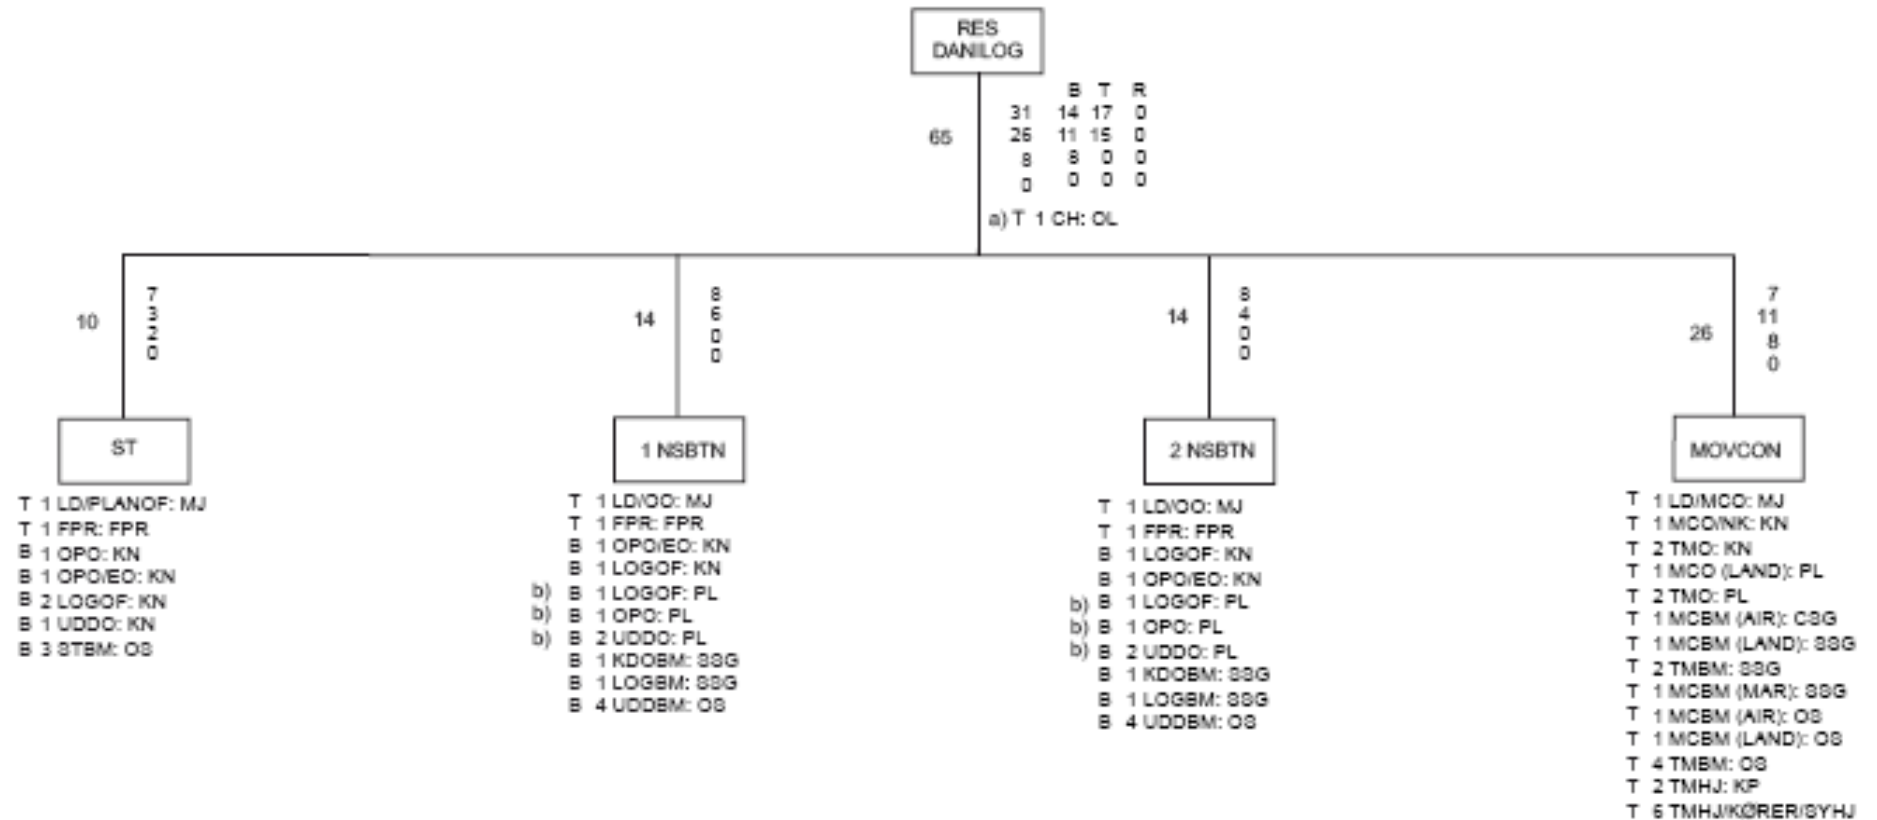 RES
DANILOG
B T R
31 14 17 0
26 11 15 0
65
8 8 0 0
0 0 0 0
a) T 1 CH: OL
10
7
3
2
0
14
8
6
0
0
14
8
4
0
0
26
7
11
8
0
ST
T 1 LD/PLANOF: MJ
T 1 FPR: FPR
B 1 OPO: KN
B 1 OPO/EO: KN
B 2 LOGOF: KN
B 1 UDDO: KN
B 3 STBM: OS
1 NSBTN
T 1 LD/OO: MJ
T 1 FPR: FPR
B 1 OPO/EO: KN
B 1 LOGOF: KN
b) B 1 LOGOF: PL
b) B 1 OPO: PL
b) B 2 UDDO: PL
B 1 KDOBM: SSG
B 1 LOGBM: SSG
B 4 UDDBM: OS
2 NSBTN
T 1 LD/OO: MJ
T 1 FPR: FPR
B 1 LOGOF: KN
B 1 OPO/EO: KN
b) B 1 LOGOF: PL
b) B 1 OPO: PL
b) B 2 UDDO: PL
B 1 KDOBM: SSG
B 1 LOGBM: SSG
B 4 UDDBM: OS
MOVCON
T 1 LD/MCO: MJ
T 1 MCO/NK: KN
T 2 TMO: KN
T 1 MCO (LAND): PL
T 2 TMO: PL
T 1 MCBM (AIR): CSG
T 1 MCBM (LAND): SSG
T 2 TMBM: SSG
T 1 MCBM (MAR): SSG
T 1 MCBM (AIR): OS
T 1 MCBM (LAND): OS
T 4 TMBM: OS
T 2 TMHJ: KP
T 6 TMHJ/KØRER/SYHJ